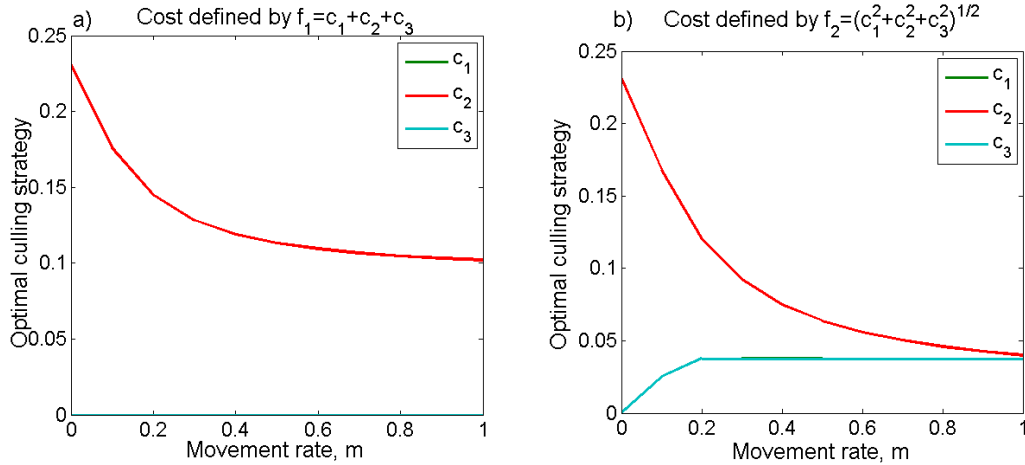 a) Cost defined by f₁=c₁+c₂+c₃
0.25
0.2
0.15
0.1
0.05
0
0 0.2 0.4 0.6 0.8 1
Optimal culling strategy
Movement rate, m
c₁
c₂
c₃
b) Cost defined by f₂=(c₁²+c₂²+c₃²)^1/2
0.25
0.2
0.15
0.1
0.05
0
0 0.2 0.4 0.6 0.8 1
Optimal culling strategy
Movement rate, m
c₁
c₂
c₃